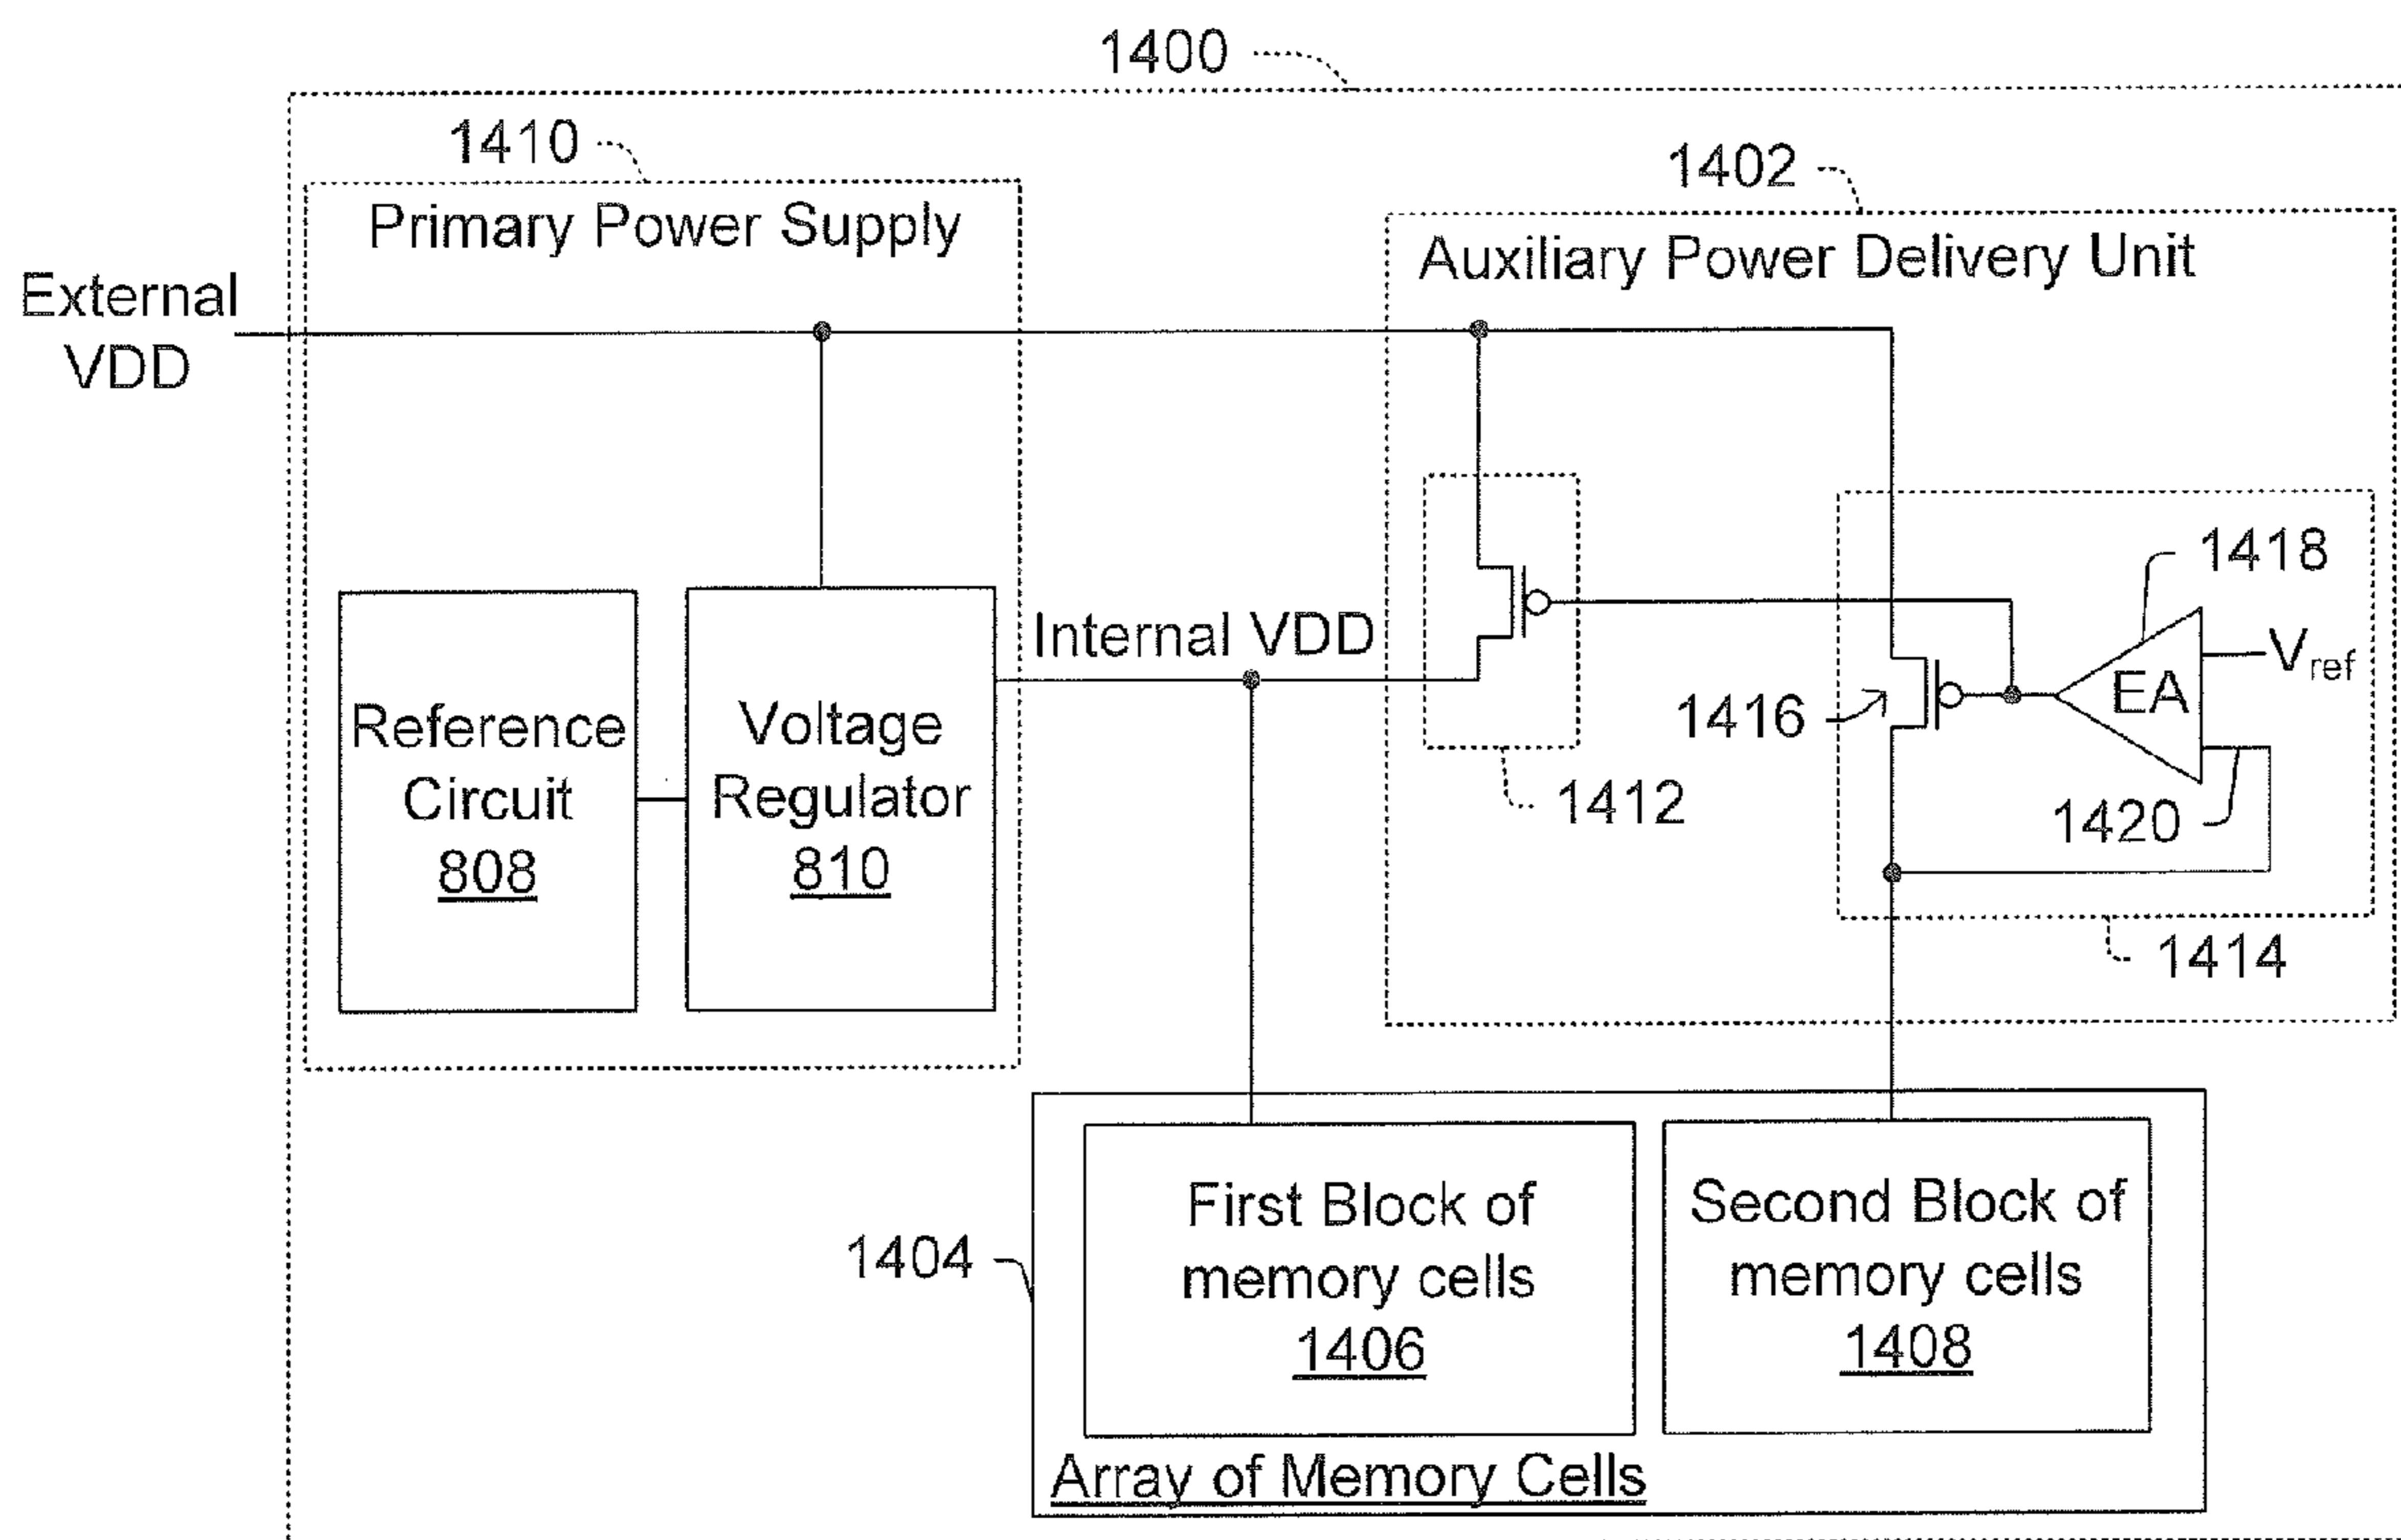 1400
1410
1402
Primary Power Supply
Auxiliary Power Delivery Unit
External
VDD
1418
Internal VDD
Vref
EA
1416
Reference
Circuit
808
Voltage
Regulator
810
1412
1420
1414
1404
First Block of
memory cells
1406
Second Block of
memory cells
1408
Array of Memory Cells